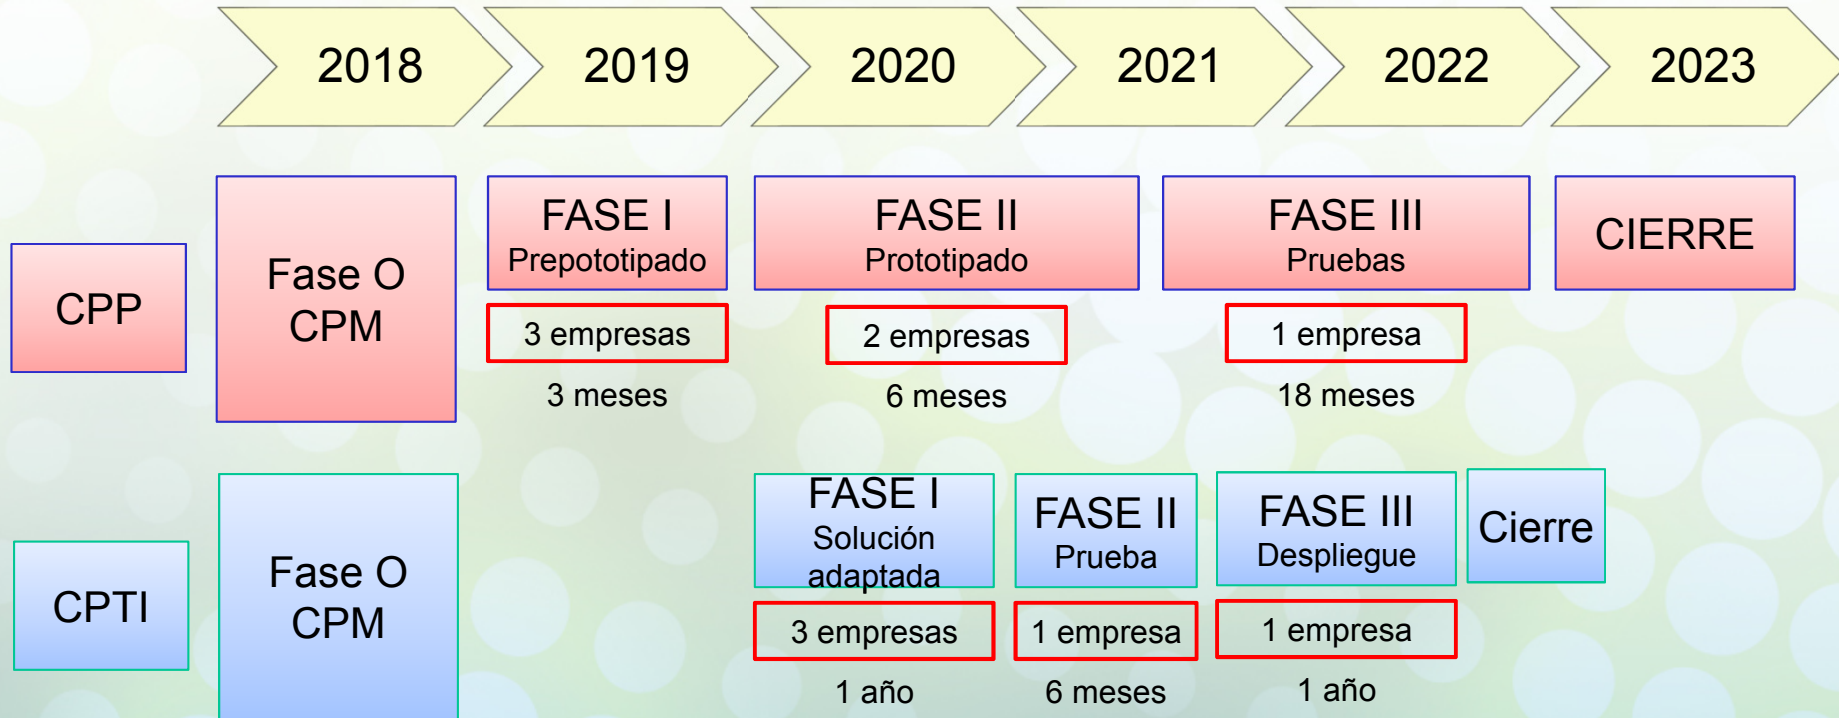 2018
2019
2020
2021
2022
2023
CPP
Fase O
CPM
FASE I
Prepototipado
3 empresas
3 meses
FASE II
Prototipado
2 empresas
6 meses
FASE III
Pruebas
1 empresa
18 meses
CIERRE
CPTI
Fase O
CPM
FASE I
Solución
adaptada
3 empresas
1 año
FASE II
Prueba
1 empresa
6 meses
FASE III
Despliegue
1 empresa
1 año
Cierre